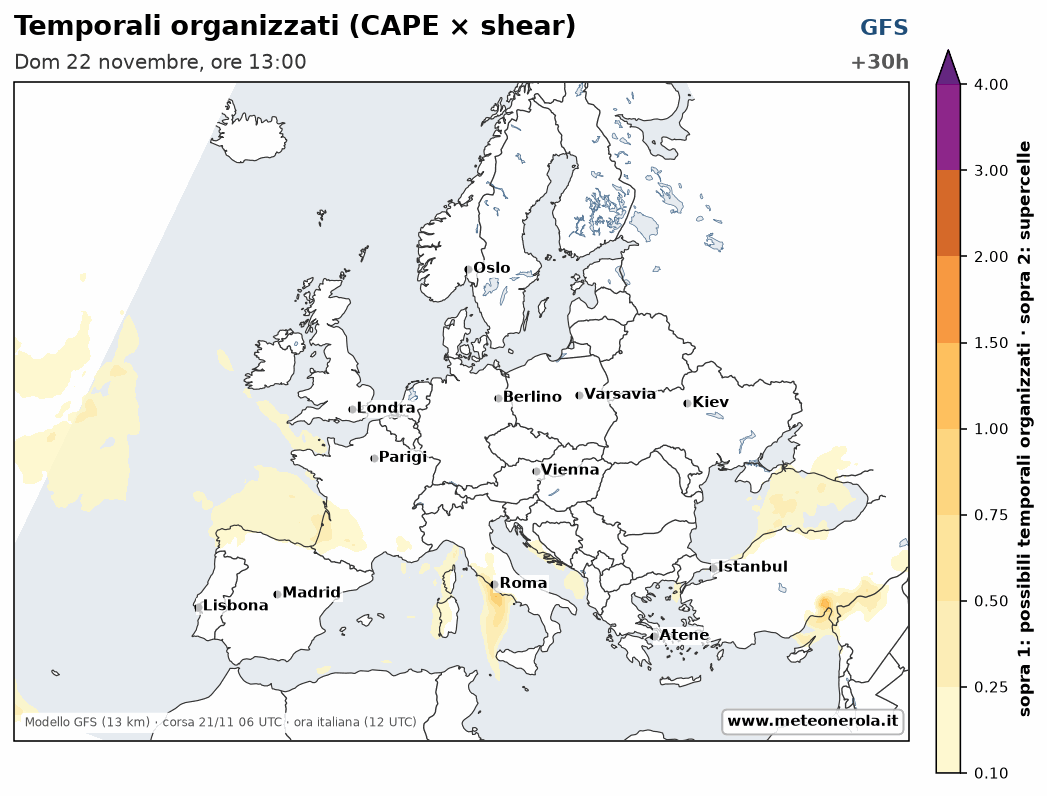 Temporali organizzati (CAPE × shear)
GFS
Dom 22 novembre, ore 13:00
+30h
4.00
3.00
2.00
1.50
1.00
0.75
0.50
0.25
0.10
sopra 1: possibili temporali organizzati · sopra 2: supercelle
Oslo
Berlino
Varsavia
Kiev
Londra
Parigi
Vienna
Istanbul
Roma
Madrid
Lisbona
Atene
Modello GFS (13 km) · corsa 21/11 06 UTC · ora italiana (12 UTC)
www.meteonerola.it